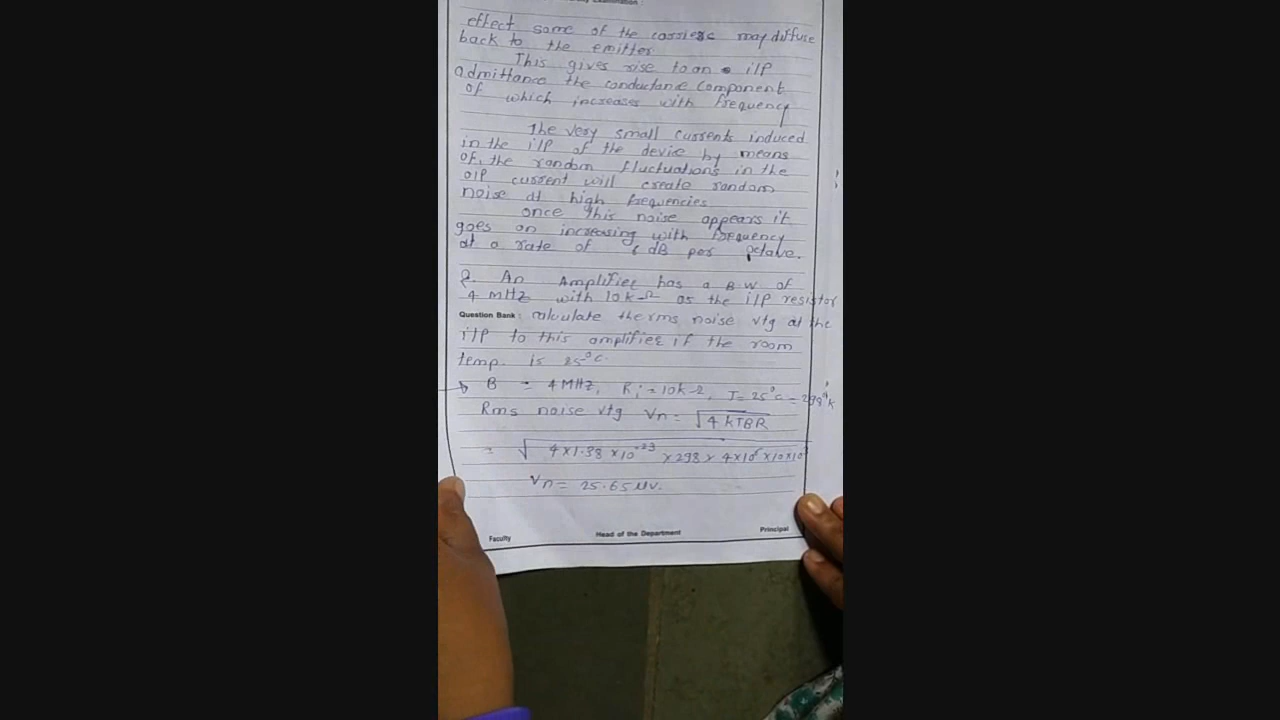 effect some of the carriers may diffuse
back to the emitter
This gives rise to an i/P
admittance the conductance component
of which increases with frequency
The very small currents induced
in the i/P of the device by means
of the random fluctuations in the
O/P current will create random
noise at high frequencies
once this noise appears it
goes on increasing with frequency
at a rate of 6 dB per octave.
Q. An Amplifier has a B W of
4 MHz with 10k Ω as the i/P resistor
Question Bank : calculate the rms noise vtg at the
i/P to this amplifier if the room
temp. is 25°C.
→ B = 4 MHz, Ri = 10k Ω, T = 25°C = 298°k
Rms noise vtg Vn = √4 kTBR
= √4×1.38×10⁻²³ ×298× 4×10⁶ ×10×10³
Vn = 25.65 μv.
Faculty Head of the Department Principal